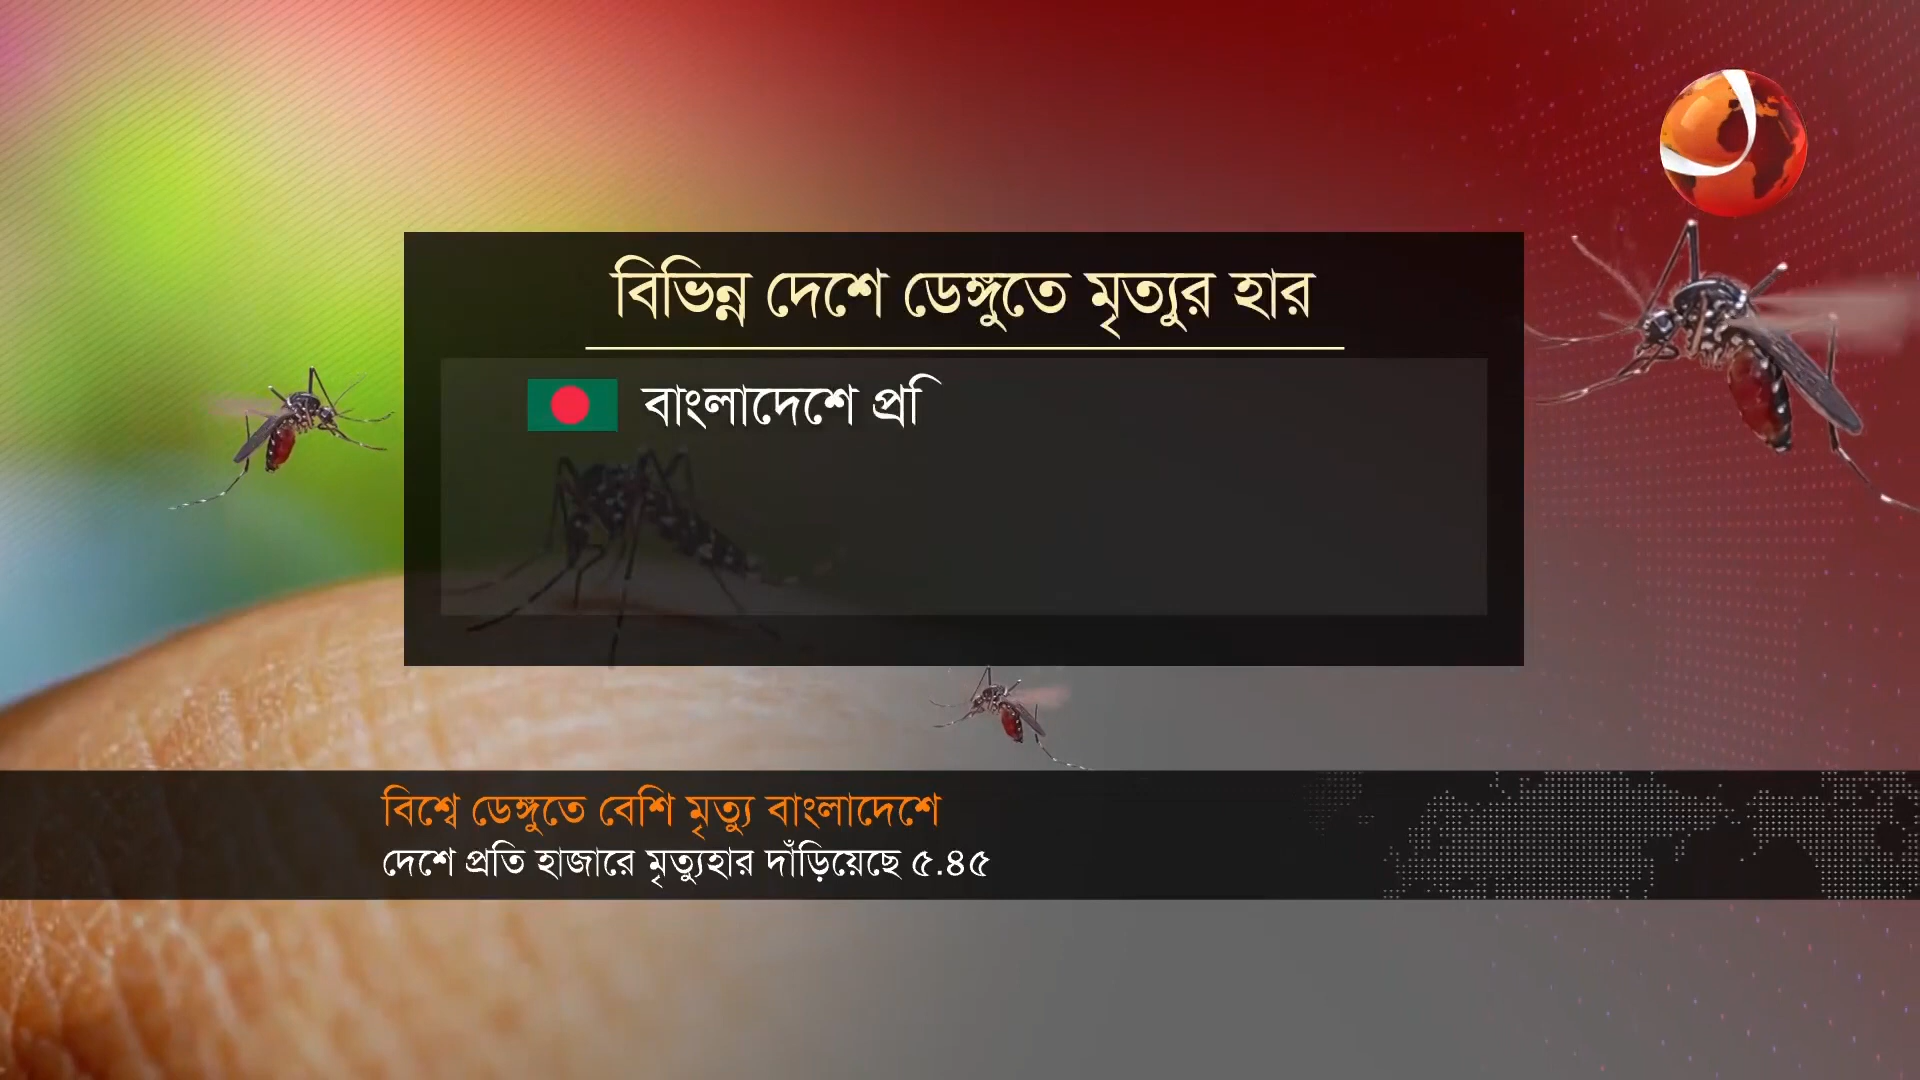 বিভিন্ন দেশে ডেঙ্গুতে মৃত্যুর হার
বাংলাদেশে প্রি
বিশ্বে ডেঙ্গুতে বেশি মৃত্যু বাংলাদেশে
দেশে প্রতি হাজারে মৃত্যুহার দাঁড়িয়েছে ৫.৪৫